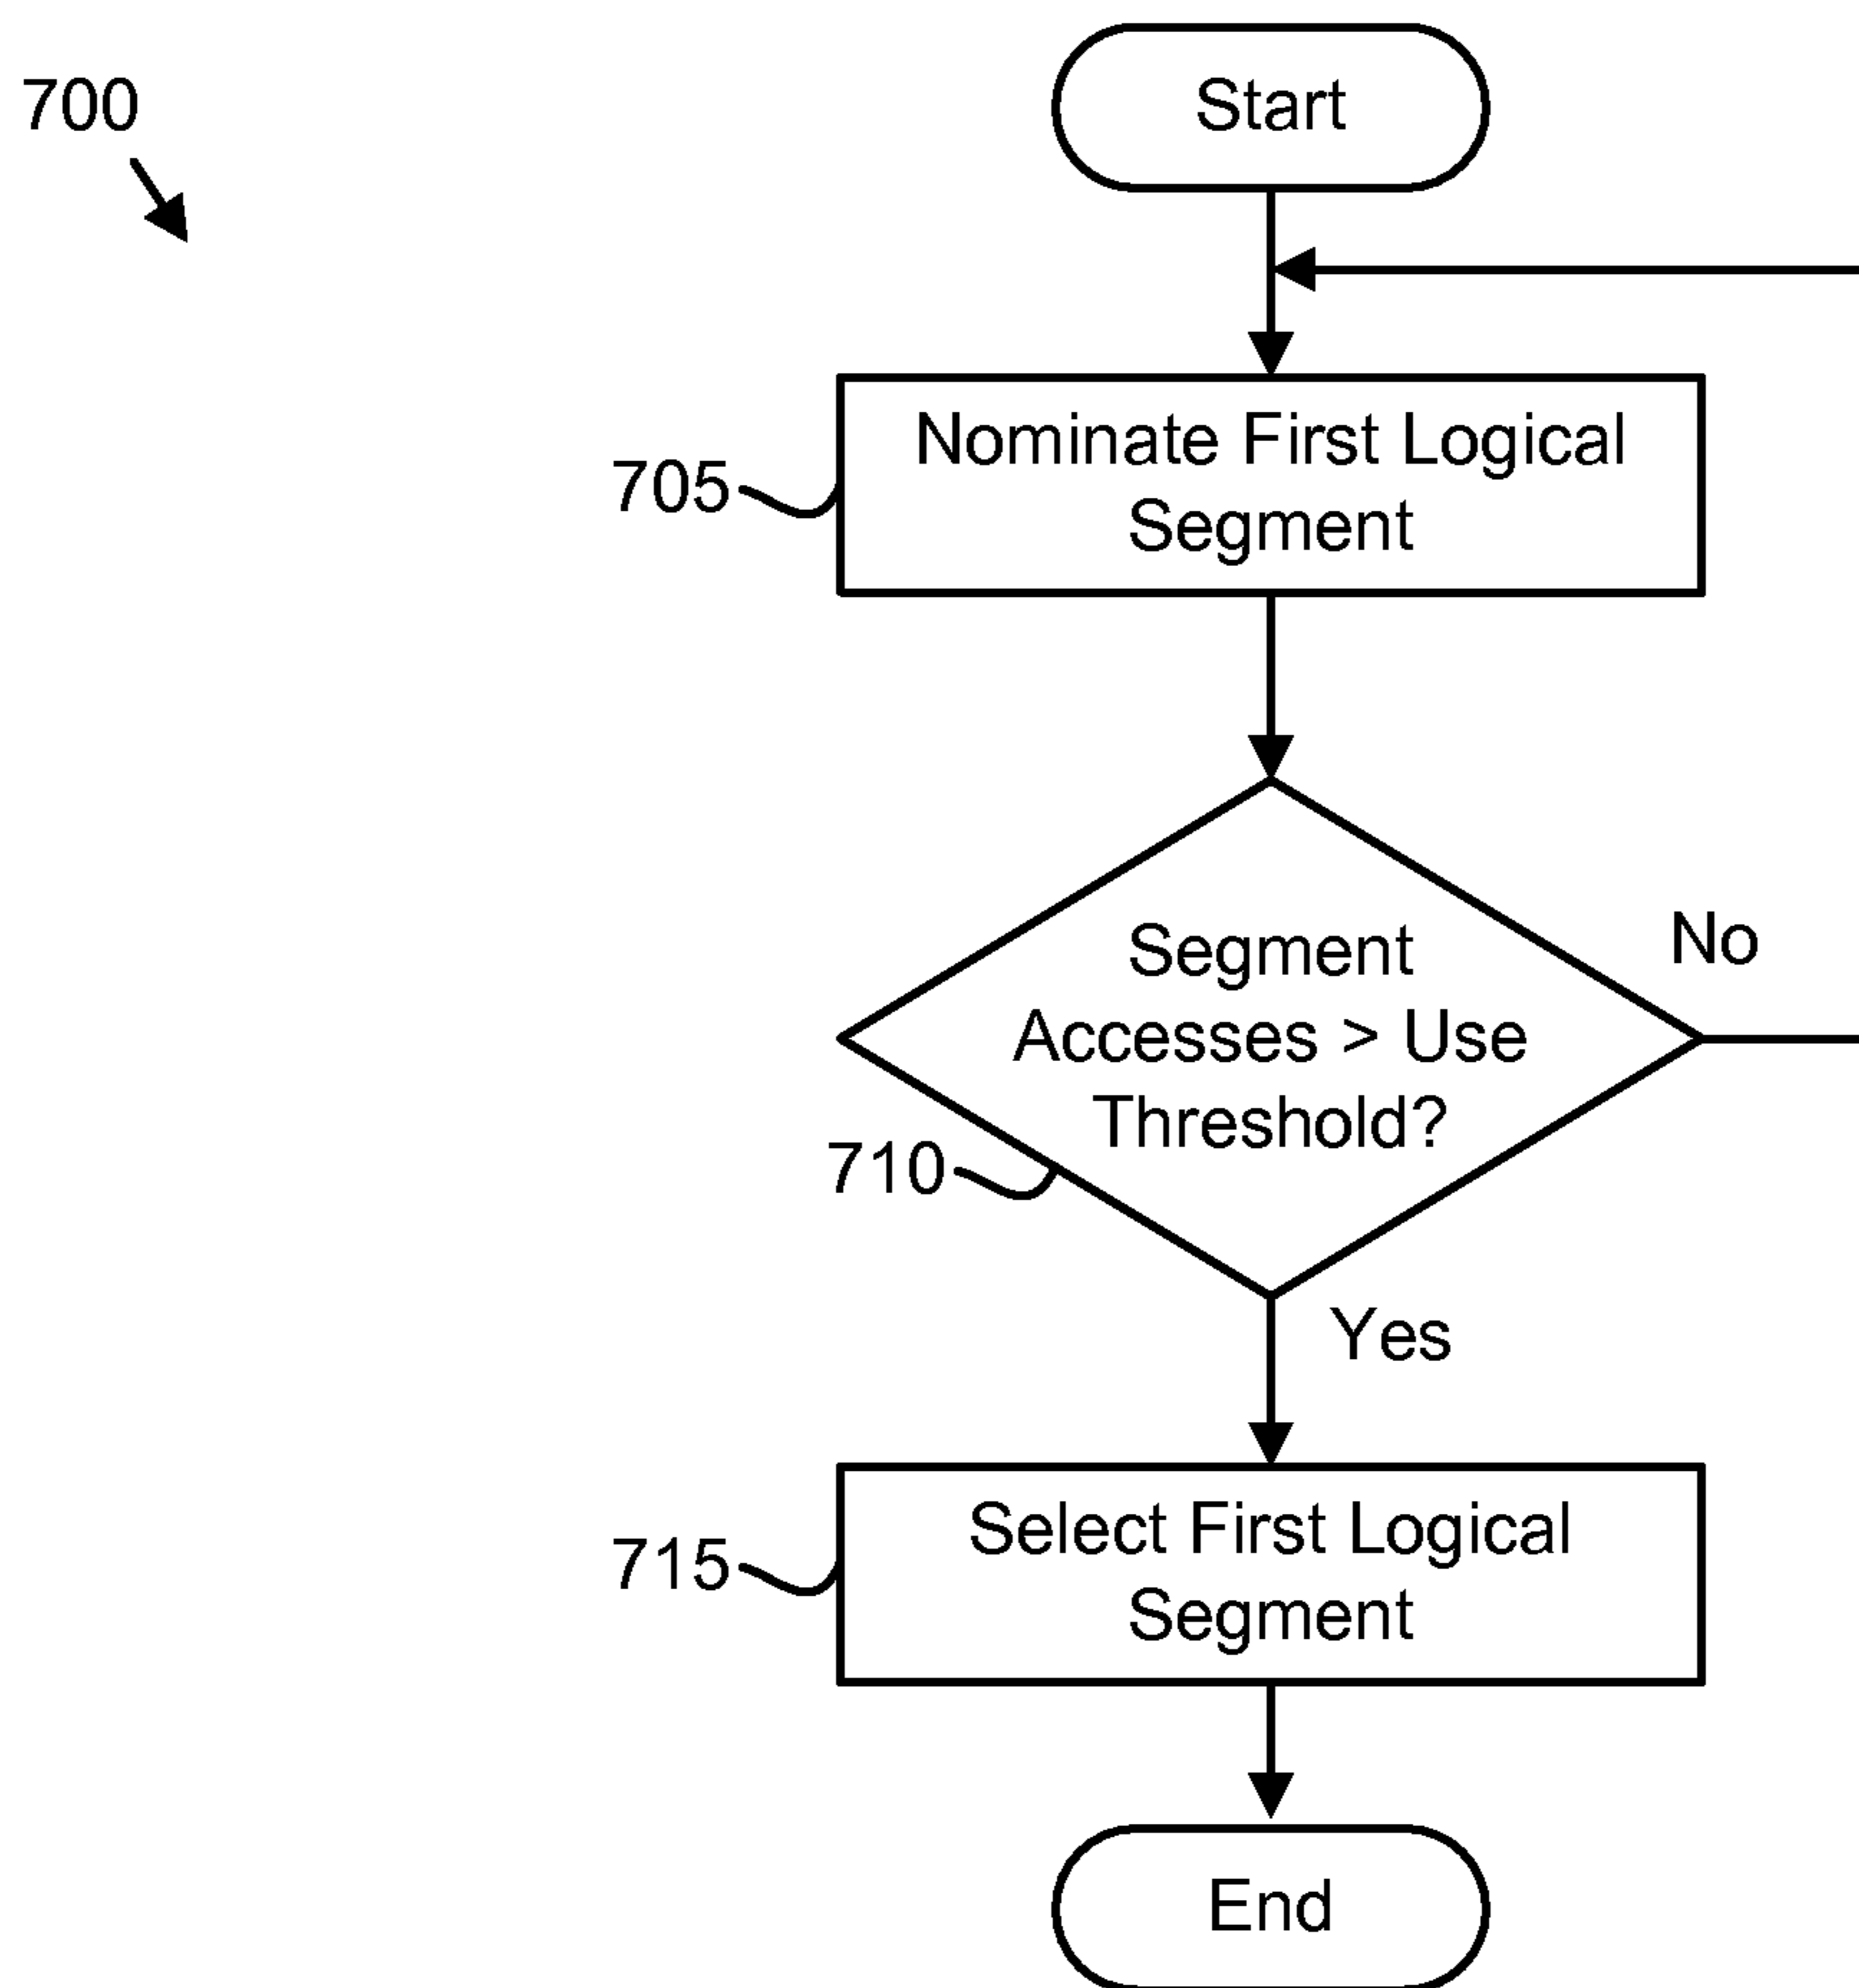 700
Start
Nominate First Logical
Segment
705
Segment
Accesses > Use
Threshold?
No
710
Yes
Select First Logical
Segment
715
End